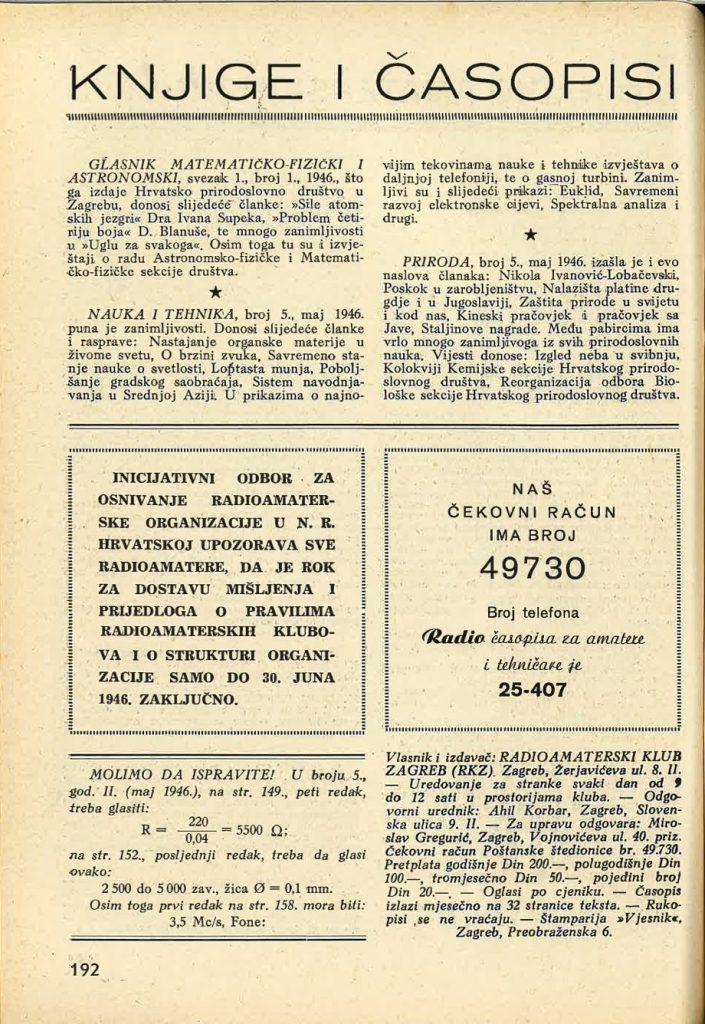 KNJIGE I ČASOPISI
GLASNIK MATEMATIČKO-FIZIČKI I
ASTRONOMSKI, svezak 1., broj 1., 1946., što
ga izdaje Hrvatsko prirodoslovno društvo u
Zagrebu, donosi slijedeće članke: »Sile atom-
skih jezgri« Dra Ivana Supeka, »Problem četi-
riju boja« D. Blanuše, te mnogo zanimljivosti
u »Uglu za svakoga«. Osim toga tu su i izvje-
štaji o radu Astronomsko-fizičke i Matemati-
čko-fizičke sekcije društva.
★
NAUKA I TEHNIKA, broj 5., maj 1946.
puna je zanimljivosti. Donosi slijedeće članke
i rasprave: Nastajanje organske materije u
živome svetu, O brzini zvuka, Savremeno sta-
nje nauke o svetlosti, Loptasta munja, Pobolj-
šanje gradskog saobraćaja, Sistem navodnja-
vanja u Srednjoj Aziji. U prikazima o najno-
vijim tekovinama nauke i tehnike izvještava o
daljnjoj telefoniji, te o gasnoj turbini. Zanim-
ljivi su i slijedeći prikazi: Euklid, Savremeni
razvoj elektronske cijevi, Spektralna analiza i
drugi.
★
PRIRODA, broj 5., maj 1946. izašla je i evo
naslova članaka: Nikola Ivanović-Lobačevski,
Poskok u zarobljeništvu, Nalazišta platine dru-
gdje i u Jugoslaviji, Zaštita prirode u svijetu
i kod nas, Kineski pračovjek i pračovjek sa
Jave, Staljinove nagrade. Među pabircima ima
vrlo mnogo zanimljivoga iz svih prirodoslovnih
nauka. Vijesti donose: Izgled neba u svibnju,
Kolokviji Kemijske sekcije Hrvatskog prirodo-
slovnog društva, Reorganizacija odbora Bio-
loške sekcije Hrvatskog prirodoslovnog društva.
INICIJATIVNI ODBOR ZA
OSNIVANJE RADIOAMATER-
SKE ORGANIZACIJE U N. R.
HRVATSKOJ UPOZORAVA SVE
RADIOAMATERE, DA JE ROK
ZA DOSTAVU MIŠLJENJA I
PRIJEDLOGA O PRAVILIMA
RADIOAMATERSKIH KLUBO-
VA I O STRUKTURI ORGANI-
ZACIJE SAMO DO 30. JUNA
1946. ZAKLJUČNO.
NAŠ
ČEKOVNI RAČUN
IMA BROJ
49730
Broj telefona
Radio časopisa za amatere
i tehničare je
25-407
MOLIMO DA ISPRAVITE! U broju 5.,
god. II. (maj 1946.), na str. 149., peti redak,
treba glasiti:
R = 220 / 0,04 = 5500 Ω;
na str. 152., posljednji redak, treba da glasi
ovako:
2 500 do 5 000 zav., žica Ø = 0,1 mm.
Osim toga prvi redak na str. 158. mora biti:
3,5 Mc/s, Fone:
Vlasnik i izdavač: RADIOAMATERSKI KLUB
ZAGREB (RKZ). Zagreb, Žerjavićeva ul. 8. II.
— Uredovanje za stranke svaki dan od 9
do 12 sati u prostorijama kluba. — Odgo-
vorni urednik: Ahil Korbar, Zagreb, Sloven-
ska ulica 9. II. — Za upravu odgovara: Miro-
slav Gregurić, Zagreb, Vojnovićeva ul. 40. priz.
Čekovni račun Poštanske štedionice br. 49.730.
Pretplata godišnje Din 200.—, polugodišnje Din
100.—, tromjesečno Din 50.—, pojedini broj
Din 20.—. — Oglasi po cjeniku. — Časopis
izlazi mjesečno na 32 stranice teksta. — Ruko-
pisi se ne vraćaju. — Štamparija »Vjesnik«,
Zagreb, Preobraženska 6.
192